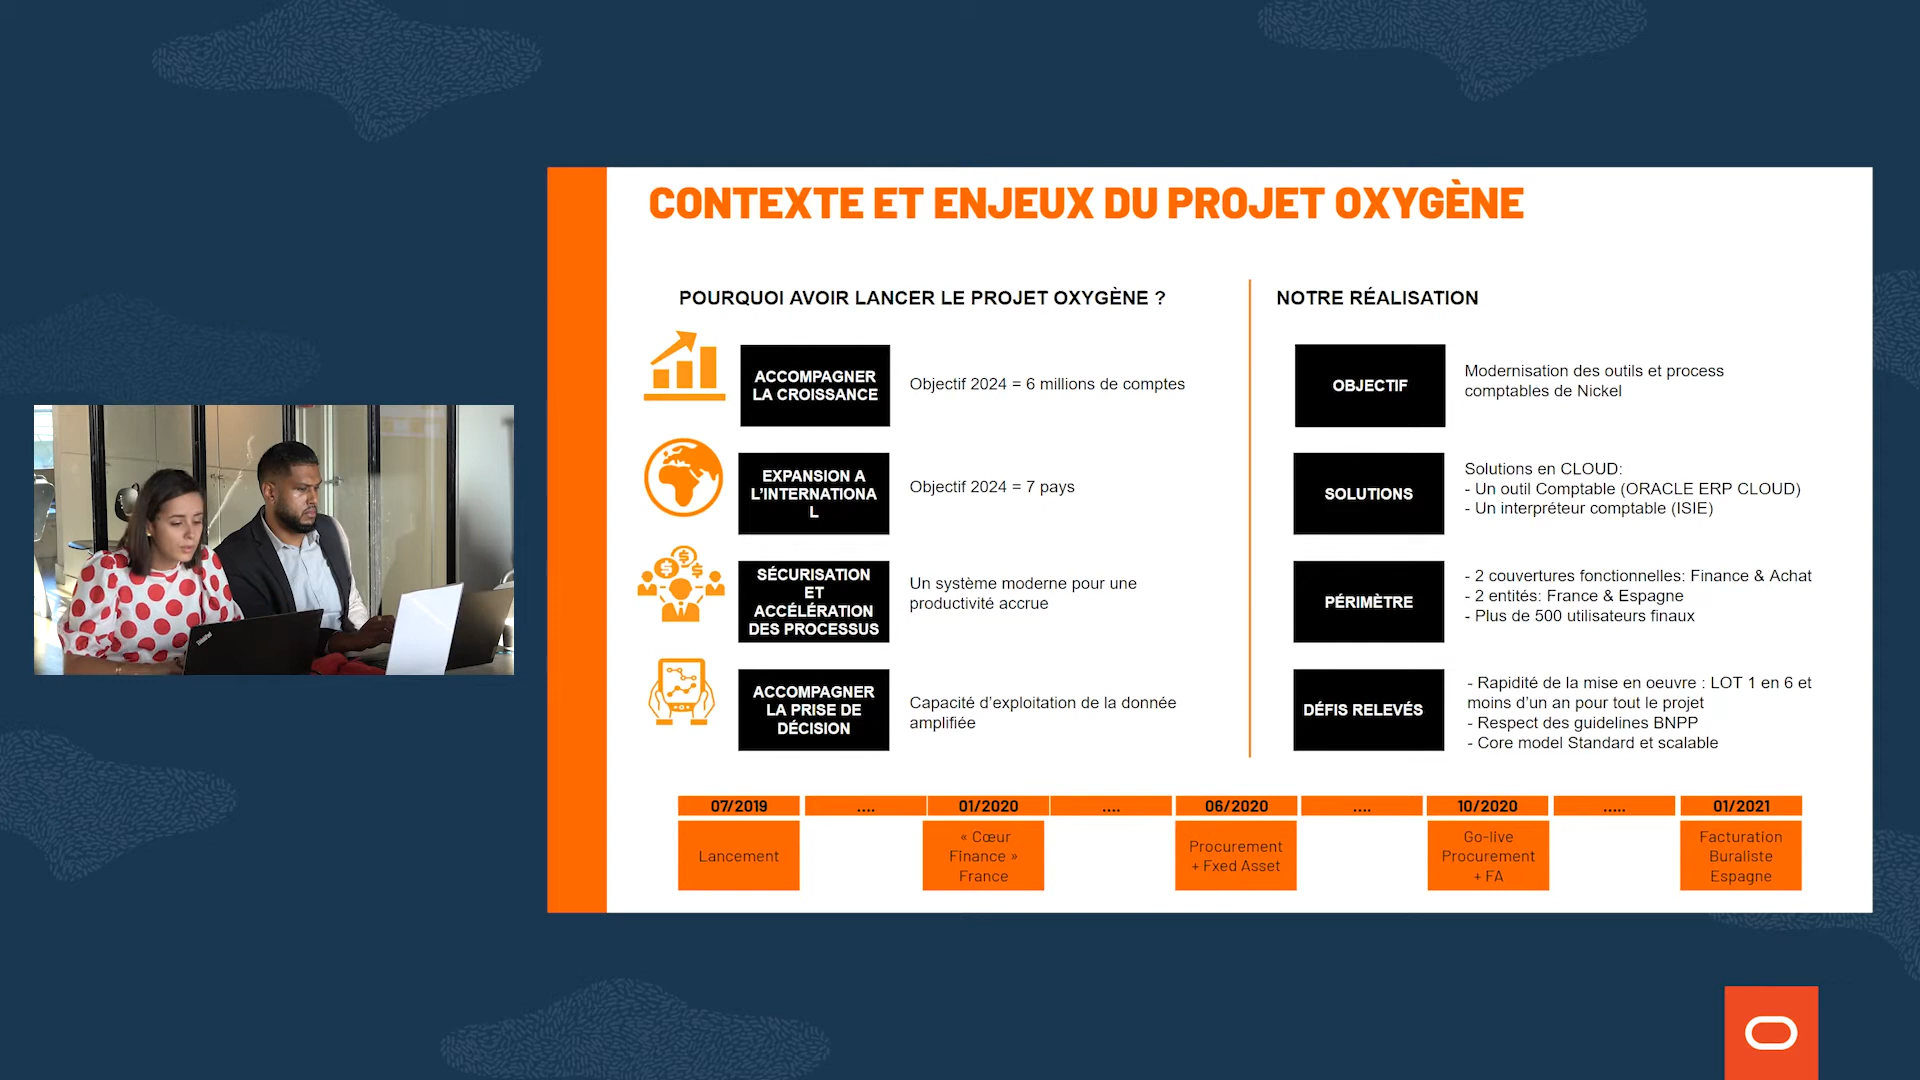 CONTEXTE ET ENJEUX DU PROJET OXYGÈNE
POURQUOI AVOIR LANCER LE PROJET OXYGÈNE ?
ACCOMPAGNER
LA CROISSANCE
Objectif 2024 = 6 millions de comptes
EXPANSION A
L'INTERNATIONA
L
Objectif 2024 = 7 pays
SÉCURISATION
ET
ACCÉLÉRATION
DES PROCESSUS
Un système moderne pour une
productivité accrue
ACCOMPAGNER
LA PRISE DE
DÉCISION
Capacité d'exploitation de la donnée
amplifiée
NOTRE RÉALISATION
OBJECTIF
Modernisation des outils et process
comptables de Nickel
SOLUTIONS
Solutions en CLOUD:
- Un outil Comptable (ORACLE ERP CLOUD)
- Un interpréteur comptable (ISIE)
PÉRIMÈTRE
- 2 couvertures fonctionnelles: Finance & Achat
- 2 entités: France & Espagne
- Plus de 500 utilisateurs finaux
DÉFIS RELEVÉS
- Rapidité de la mise en oeuvre : LOT 1 en 6 et
moins d'un an pour tout le projet
- Respect des guidelines BNPP
- Core model Standard et scalable
07/2019 .... 01/2020 .... 06/2020 .... 10/2020 ..... 01/2021
Lancement
« Cœur
Finance »
France
Procurement
+ Fxed Asset
Go-live
Procurement
+ FA
Facturation
Buraliste
Espagne
ThinkPad